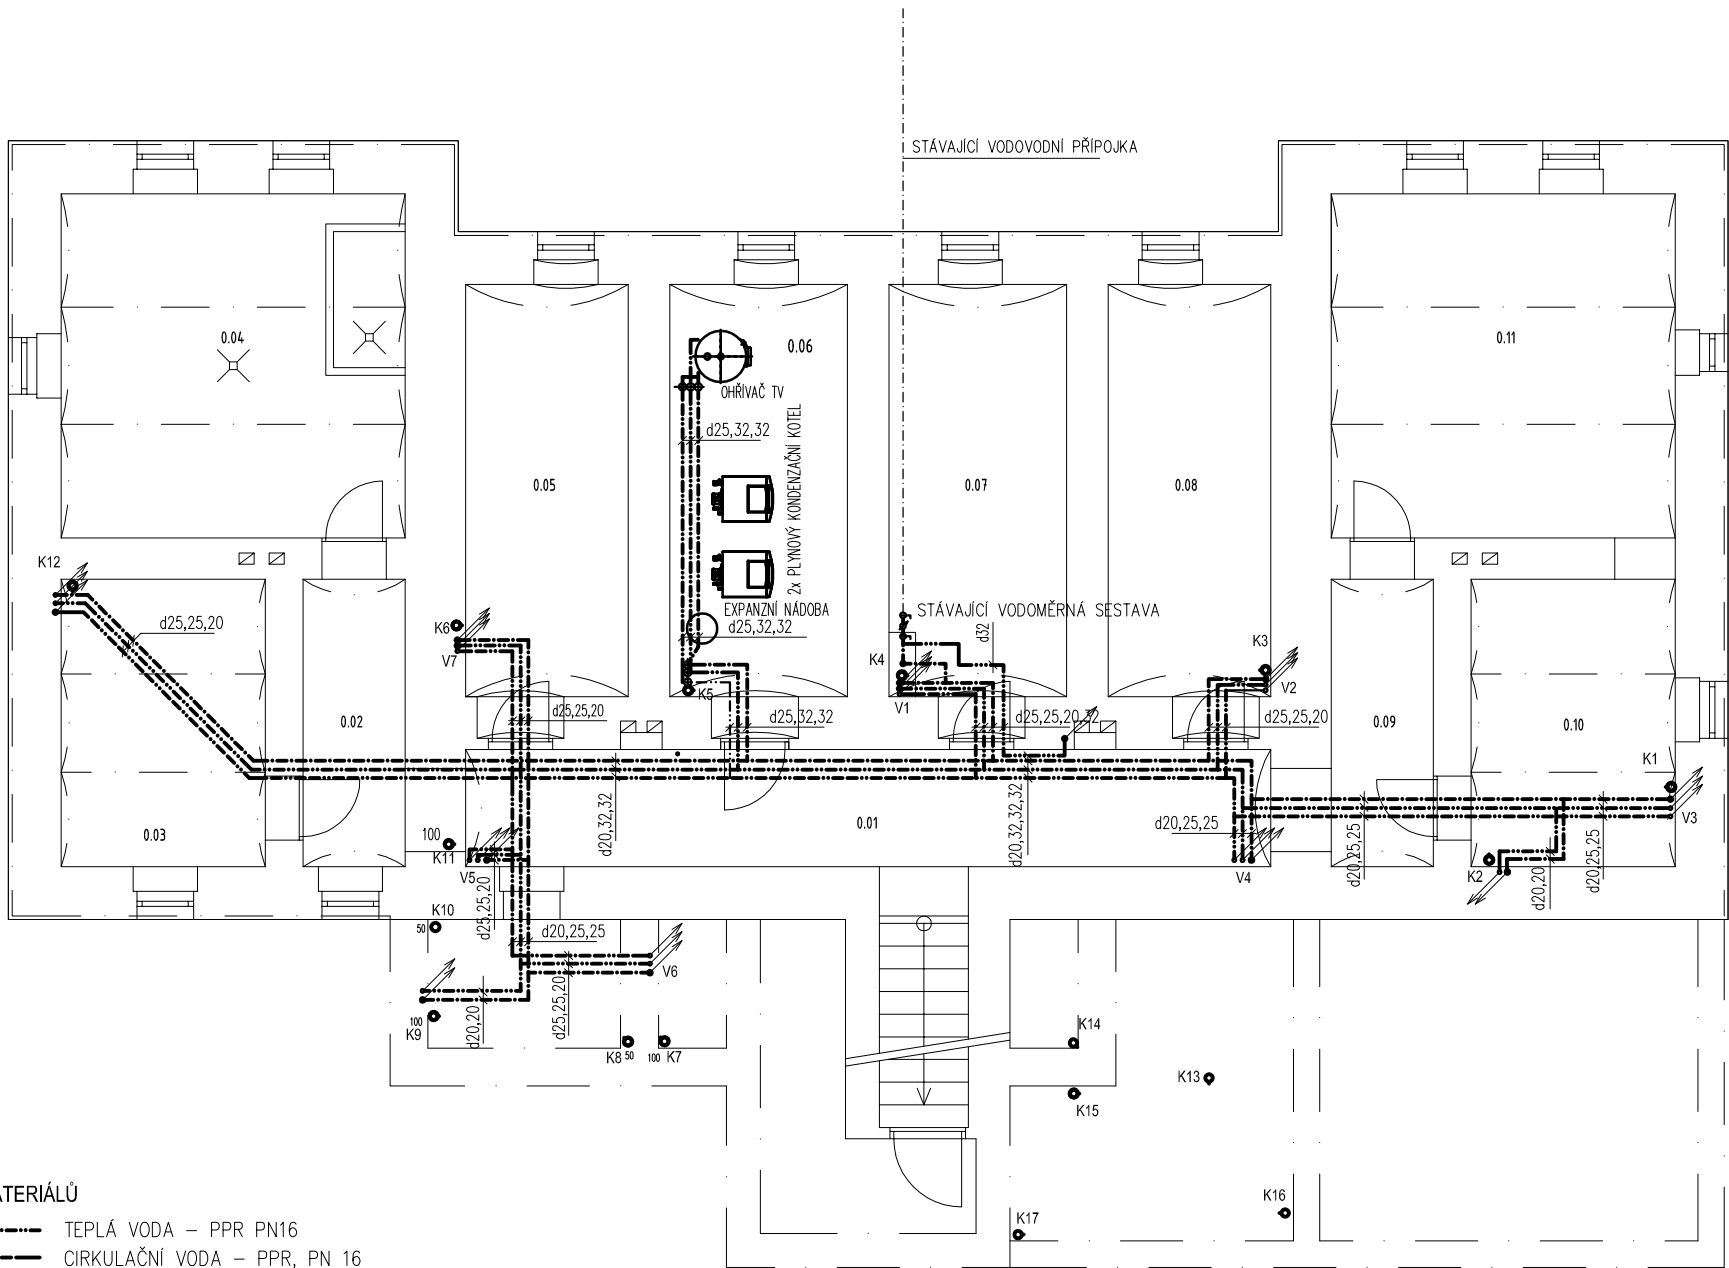 STÁVAJÍCÍ VODOVODNÍ PŘÍPOJKA
0.04
0.06
0.11
OHŘÍVAČ TV
d25,32,32
2x PLYNOVÝ KONDENZAČNÍ KOTEL
0.05
0.07
0.08
K12
EXPANZNÍ NÁDOBA
d25,32,32
STÁVAJÍCÍ VODOMĚRNÁ SESTAVA
d25,25,20
K6
V7
d32
K4
K3
V2
K5
V1
0.02
d25,25,20
d25,32,32
d25,25,20,32
d25,25,20
0.09
0.10
K1
V3
0.03
100
K11
V5
d20,32,32
0.01
d20,32,32,32
d20,25,25
V4
d20,25,25
K2
d20,20
d20,25,25
d25,25,20
K10
50
d20,25,25
V6
d25,25,20
100
K9
d20,20
K8
50
100
K7
K14
K13
K15
K16
K17
ATERIÁLŮ
TEPLÁ VODA – PPR PN16
CIRKULAČNÍ VODA – PPR, PN 16